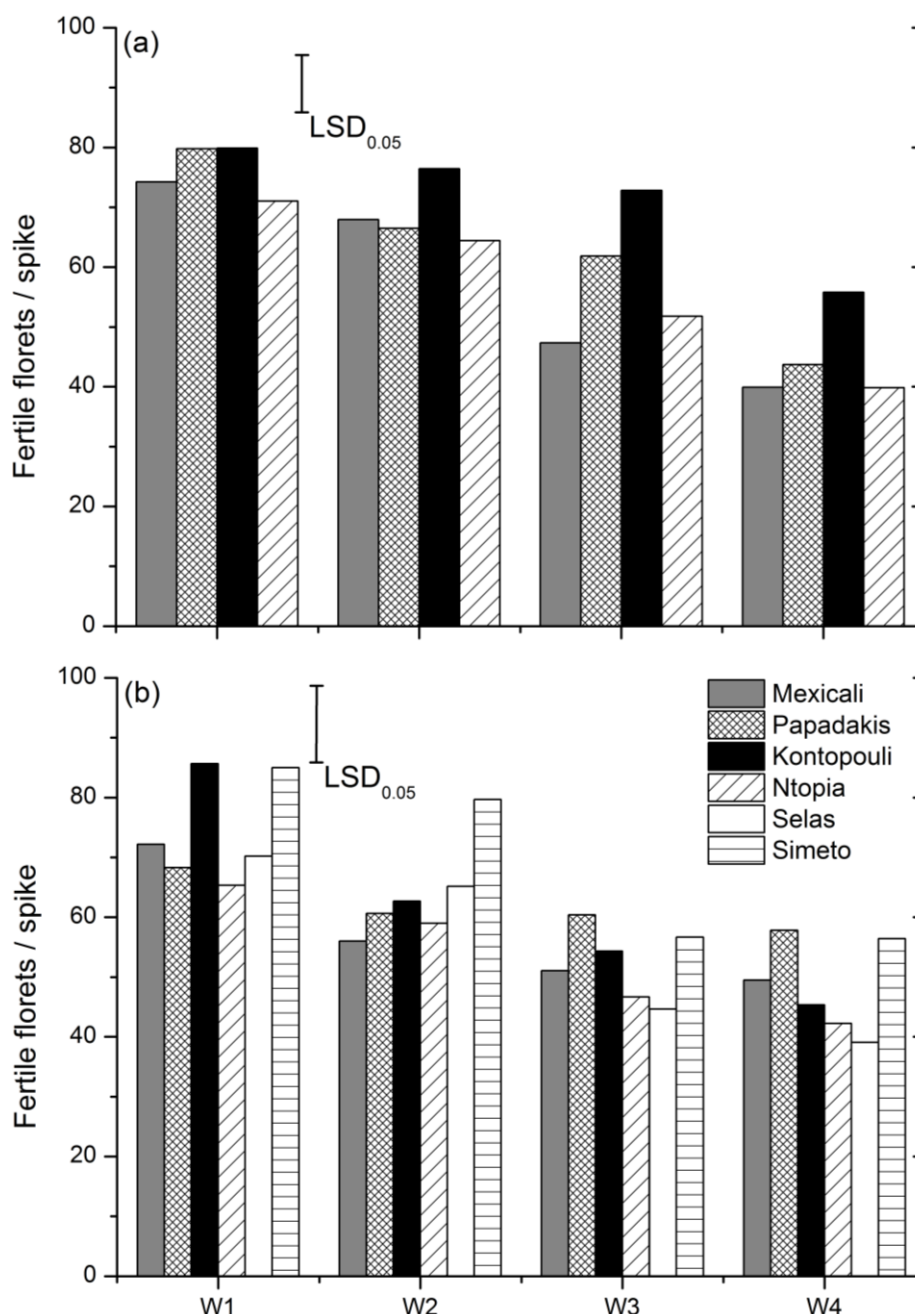 (a)
100
80
60
40
20
0
Fertile florets / spike
LSD0.05
(b)
100
80
60
40
20
0
Fertile florets / spike
LSD0.05
Mexicali
Papadakis
Kontopouli
Ntopia
Selas
Simeto
W1 W2 W3 W4